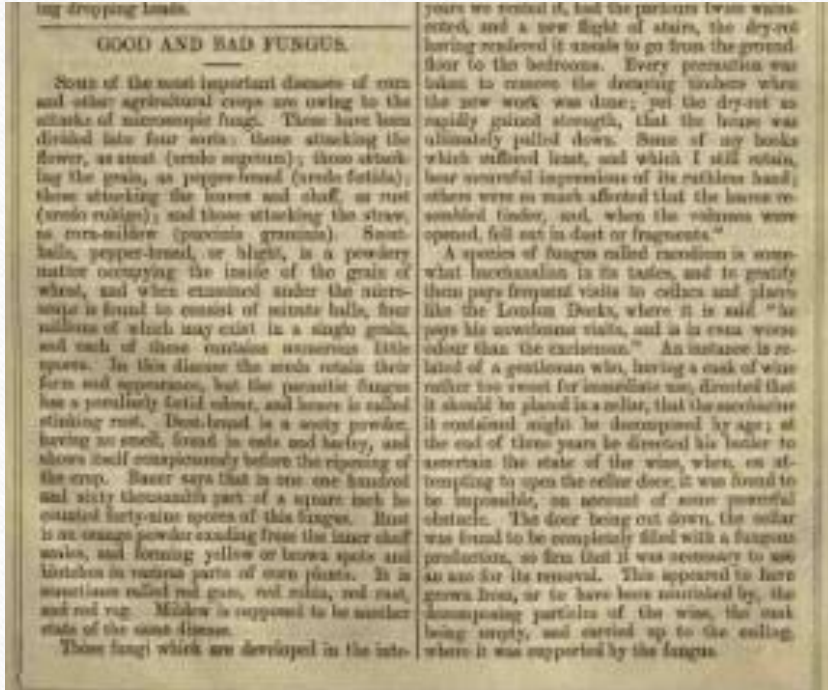 ing drooping heads.
GOOD AND BAD FUNGUS.
Some of the most important diseases of corn
and other agricultural crops are owing to the
attacks of microscopic fungi. These have been
divided into four sorts: those attacking the
flower, as smut (uredo segetum); those attack-
ing the grain, as pepper-brand (uredo fœtida);
those attacking the leaves and chaff, as rust
(uredo rubigo); and those attacking the straw,
as corn-mildew (puccinia graminis). Smut-
balls, pepper-brand, or blight, is a powdery
matter occupying the inside of the grain of
wheat, and when examined under the micro-
scope is found to consist of minute balls, four
millions of which may exist in a single grain,
and each of these contains numerous little
spores. In this disease the seeds retain their
form and appearance, but the parasitic fungus
has a peculiarly fœtid odour, and hence is called
stinking rust. Dust-brand is a sooty powder,
having no smell, found in oats and barley, and
shows itself conspicuously before the ripening of
the crop. Bauer says that in one one hundred
and sixty thousandth part of a square inch he
counted forty-nine spores of this fungus. Rust
is an orange powder exuding from the inner chaff
scales, and forming yellow or brown spots and
blotches in various parts of corn plants. It is
sometimes called red gum, red robin, red rust,
and red rag. Mildew is supposed to be another
state of the same disease.
Those fungi which are developed in the inte-
years we rented it, had the parlours twice wains-
coted, and a new flight of stairs, the dry-rot
having rendered it unsafe to go from the ground
floor to the bedrooms. Every precaution was
taken to remove the decaying timbers when
the new work was done; yet the dry-rot so
rapidly gained strength, that the house was
ultimately pulled down. Some of my books
which suffered least, and which I still retain,
bear mournful impressions of its ruthless hand;
others were so much affected that the leaves re-
sembled tinder, and, when the volumes were
opened, fell out in dust or fragments."
A species of fungus called racodium is some-
what bacchanalian in its tastes, and to gratify
them pays frequent visits to cellars and places
like the London Docks, where it is said "he
pays his unwelcome visits, and is in even worse
odour than the exciseman." An instance is re-
lated of a gentleman who, having a cask of wine
rather too sweet for immediate use, directed that
it should be placed in a cellar, that the saccharine
it contained might be decomposed by age; at
the end of three years he directed his butler to
ascertain the state of the wine, when, on at-
tempting to open the cellar door, it was found to
be impossible, on account of some powerful
obstacle. The door being cut down, the cellar
was found to be completely filled with a fungous
production, so firm that it was necessary to use
an axe for its removal. This appeared to have
grown from, or to have been nourished by, the
decomposing particles of the wine, the cask
being empty, and carried up to the ceiling,
where it was supported by the fungus.